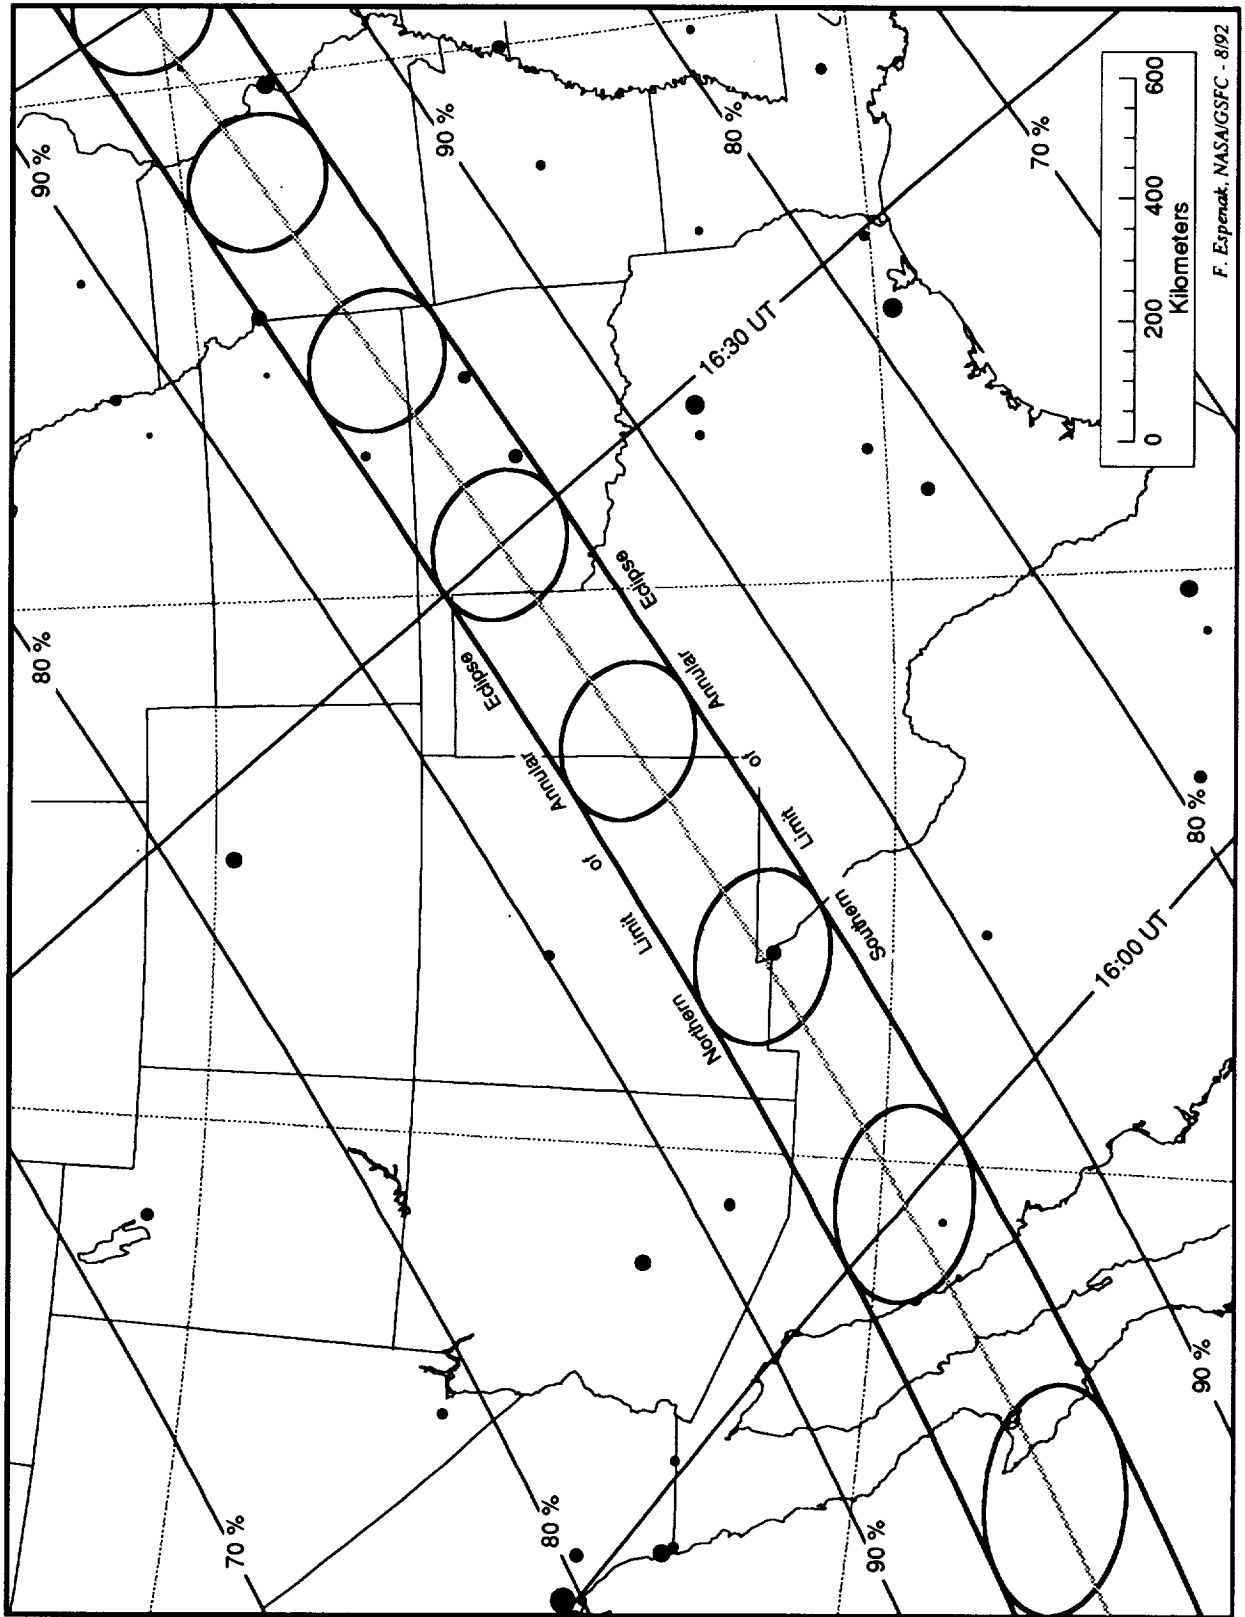 90 %
90 %
80 %
70 %
80 %
16:30 UT
Northern Limit of Annular Eclipse
Southern Limit of Annular Eclipse
16:00 UT
80 %
70 %
80 %
90 %
90 %
0 200 400 600
Kilometers
F. Espenak, NASA/GSFC - 8/92